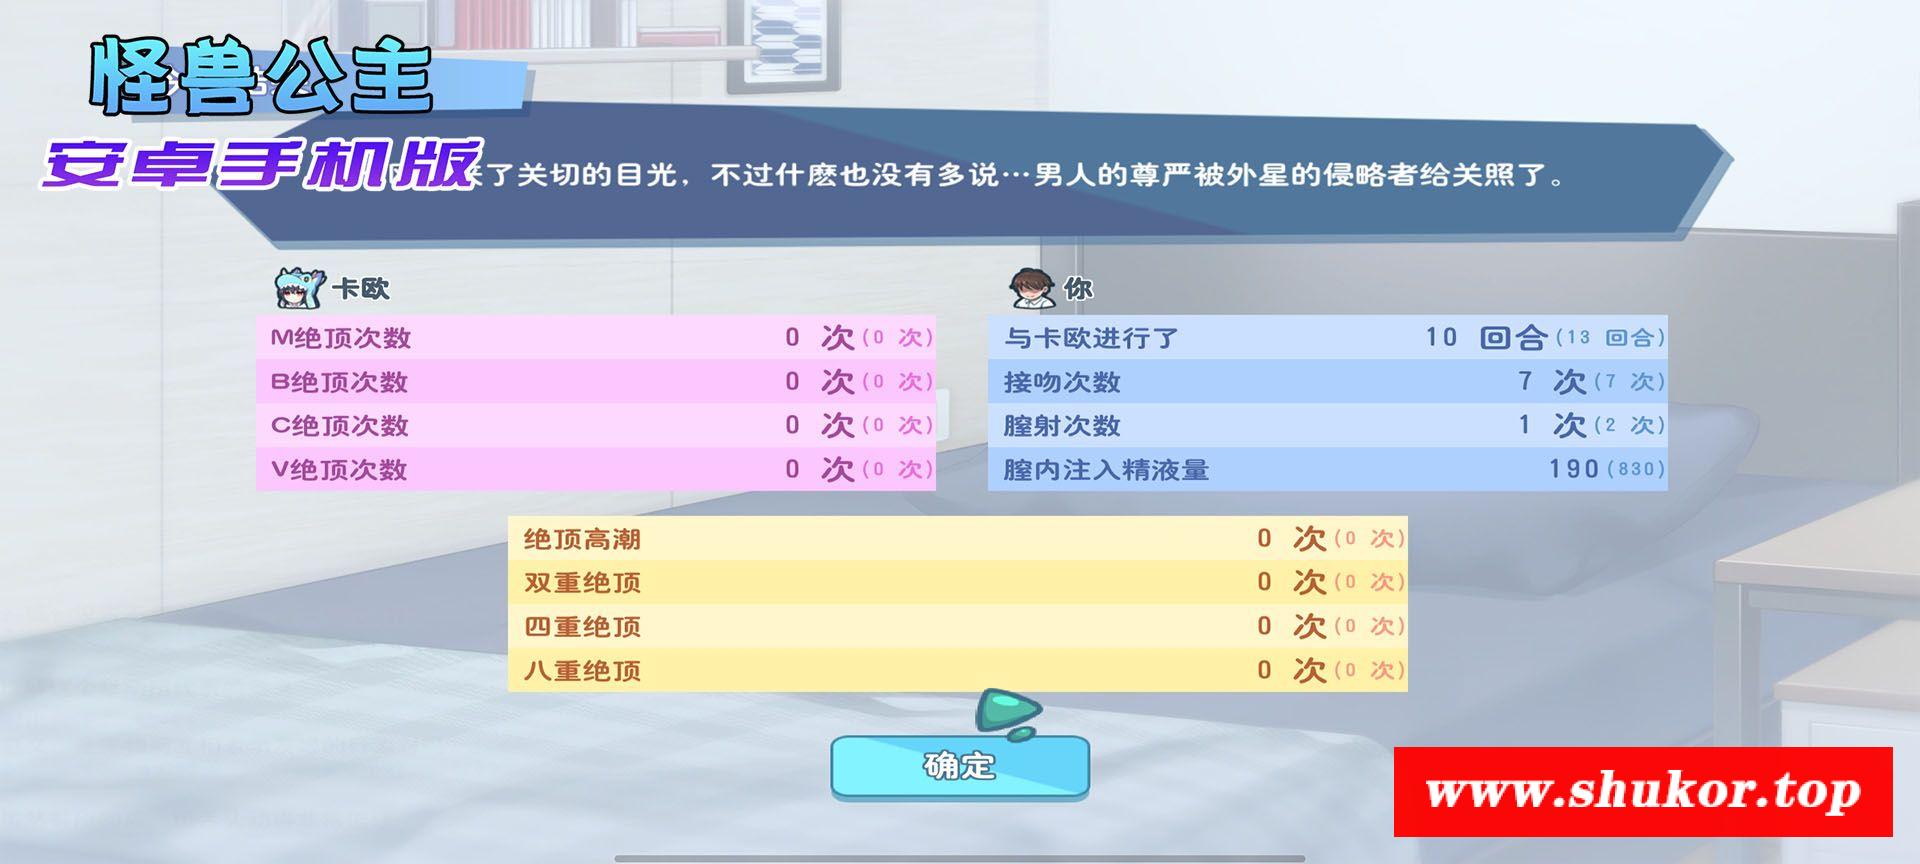 怪兽公主
安卓手机版
了关切的目光，不过什麽也没有多说…男人的尊严被外星的侵略者给关照了。
卡欧
M绝顶次数 0 次(0 次)
B绝顶次数 0 次(0 次)
C绝顶次数 0 次(0 次)
V绝顶次数 0 次(0 次)
你
与卡欧进行了 10 回合(13 回合)
接吻次数 7 次(7 次)
膣射次数 1 次(2 次)
膣内注入精液量 190(830)
绝顶高潮 0 次(0 次)
双重绝顶 0 次(0 次)
四重绝顶 0 次(0 次)
八重绝顶 0 次(0 次)
确定
www.shukor.top